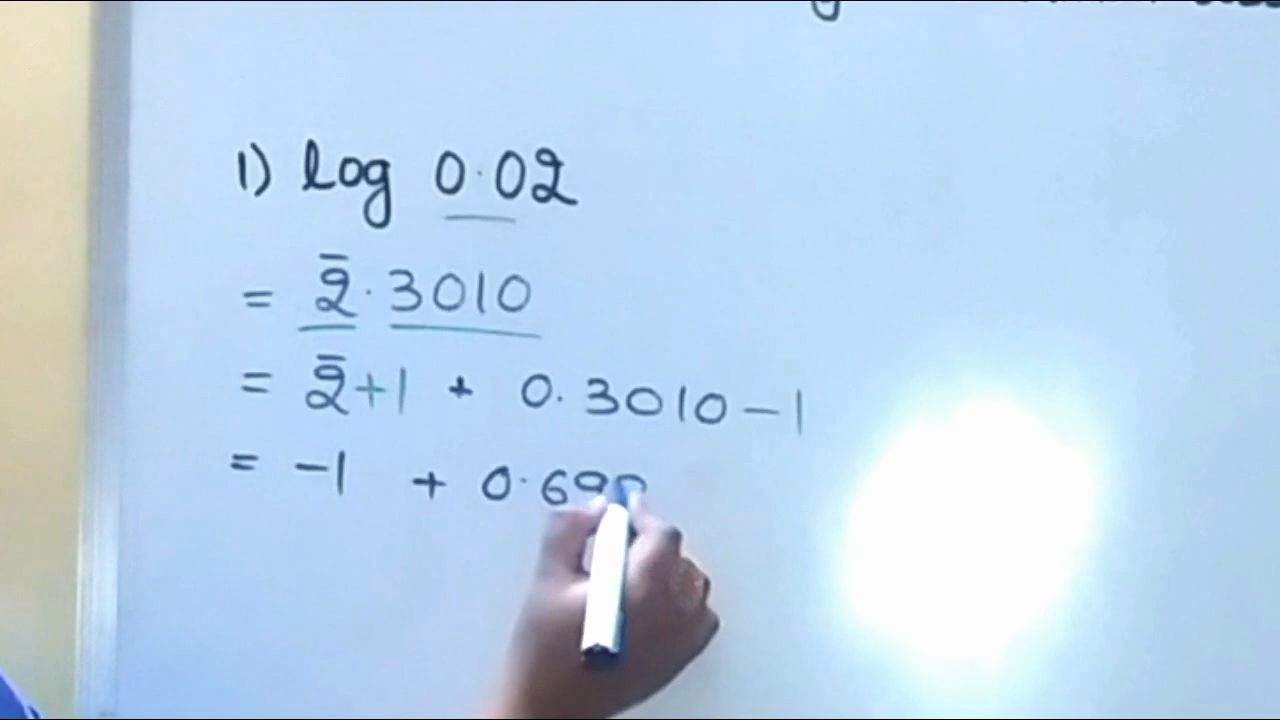 1) log 0.02
= 2̄.3010
= 2̄+1 + 0.3010-1
= -1 + 0.69